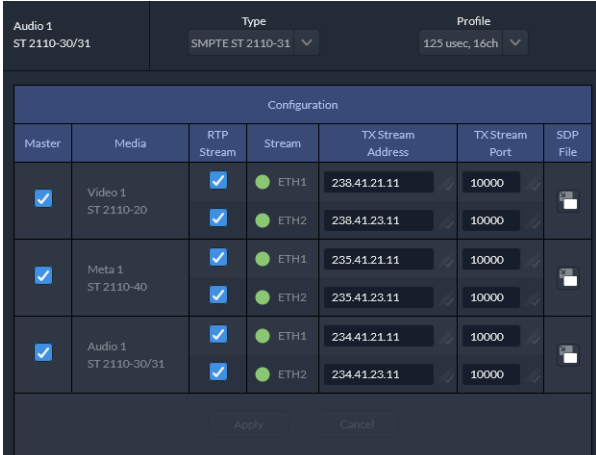 Audio 1
ST 2110-30/31
Type
SMPTE ST 2110-31
Profile
125 usec, 16ch
Configuration
Master
Media
RTP
Stream
Stream
TX Stream
Address
TX Stream
Port
SDP
File
Video 1
ST 2110-20
ETH1
238.41.21.11
10000
ETH2
238.41.23.11
10000
Meta 1
ST 2110-40
ETH1
235.41.21.11
10000
ETH2
235.41.23.11
10000
Audio 1
ST 2110-30/31
ETH1
234.41.21.11
10000
ETH2
234.41.23.11
10000
Apply
Cancel